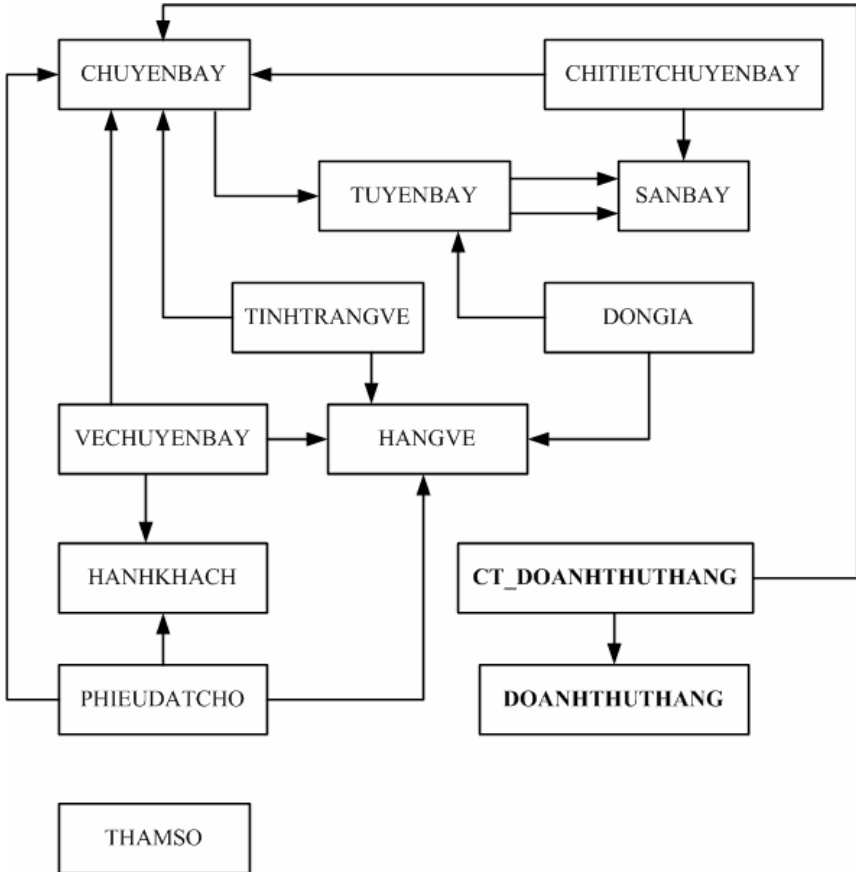 CHUYENBAY
CHITIETCHUYENBAY
TUYENBAY
SANBAY
TINHTRANGVE
DONGIA
VECHUYENBAY
HANGVE
HANHKHACH
CT_DOANHTHUTHANG
PHIEUDATCHO
DOANHTHUTHANG
THAMSO